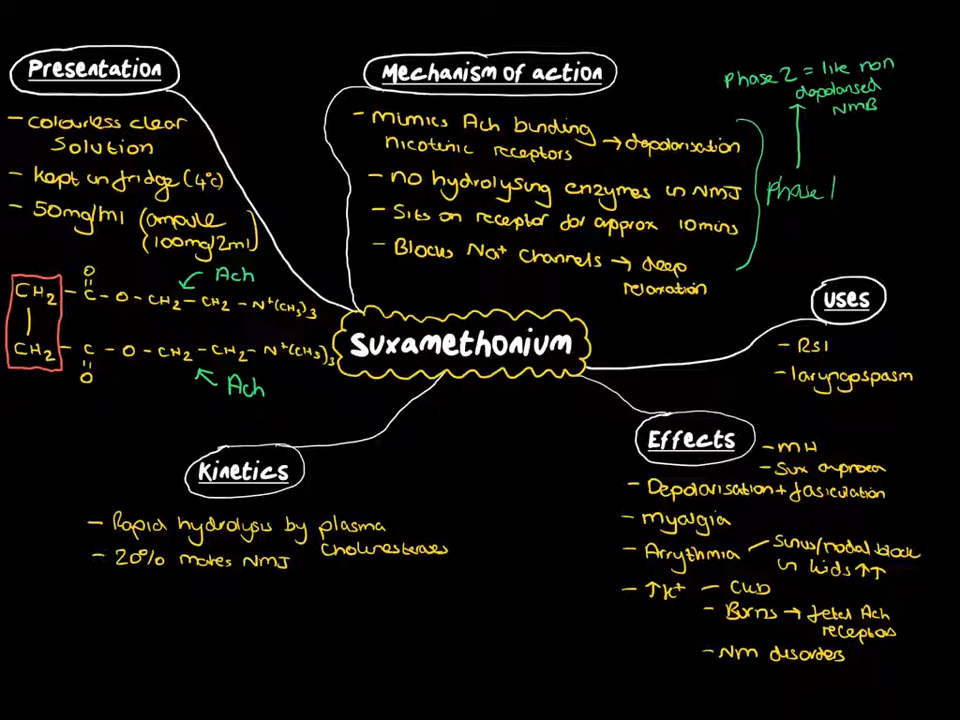 Presentation
- Colourless clear
Solution
- kept in fridge (4°c)
- 50mg/ml (ampoule
(100mg/2ml)
O
CH2 - C - O - CH2 - CH2 - N+(CH3)3
Ach
CH2 - C - O - CH2 - CH2 - N+(CH3)3
O
Ach
Mechanism of action
- Mimics Ach binding
nicotinic receptors → depolarisation
- no hydrolysing enzymes in NMJ
- Sits on receptor for approx 10mins
- Blocks Na+ channels → deep
relaxation
Phase 2 = like non
depolarised
NMB
Phase 1
Suxamethonium
Uses
- RSI
- laryngospasm
Kinetics
- Rapid hydrolysis by plasma
cholinesterases
- 20% makes NMJ
Effects
- MH
- Sux apnoea
- Depolarisation + fasiculation
- myalgia
- Arrythmia - Sinus/nodal block
in kids ↑↑
- ↑K+ - CKD
- Burns → fetal Ach
receptors
- NM disorders